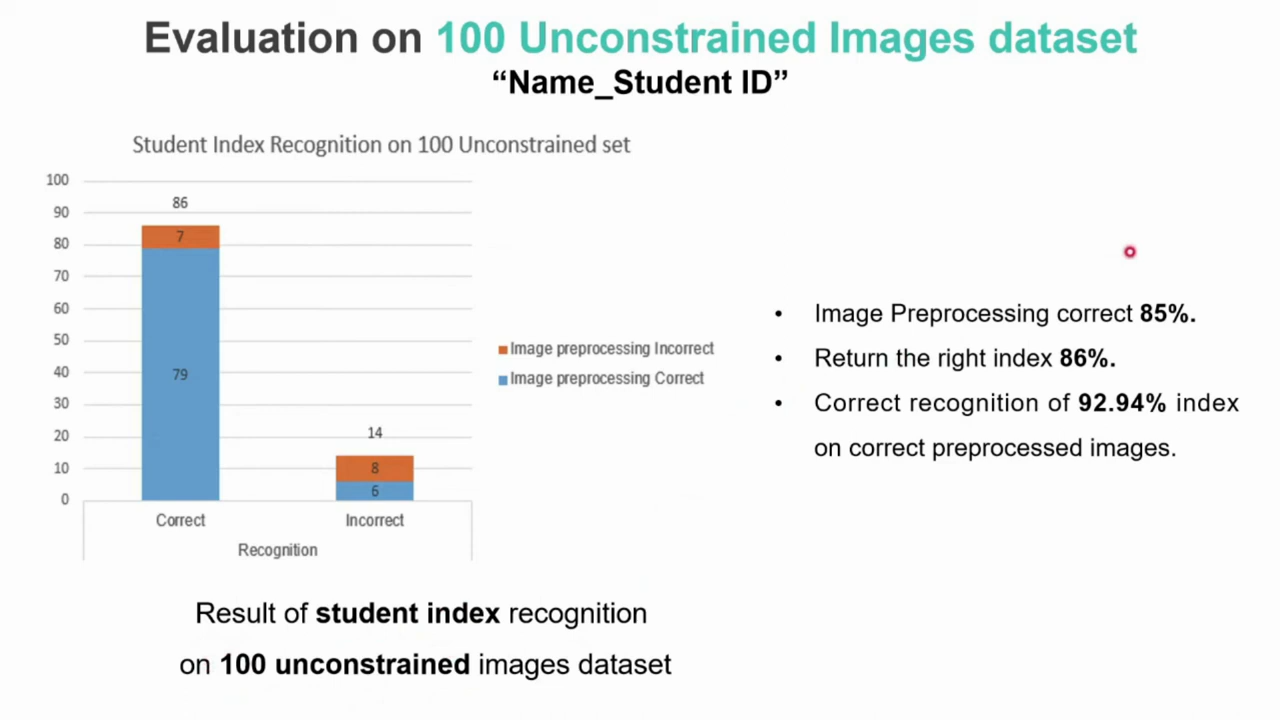 Evaluation on 100 Unconstrained Images dataset
“Name_Student ID”
Student Index Recognition on 100 Unconstrained set
100
90
80
70
60
50
40
30
20
10
0
86
7
79
14
8
6
Correct
Incorrect
Recognition
Image preprocessing Incorrect
Image preprocessing Correct
• Image Preprocessing correct 85%.
• Return the right index 86%.
• Correct recognition of 92.94% index
on correct preprocessed images.
Result of student index recognition
on 100 unconstrained images dataset